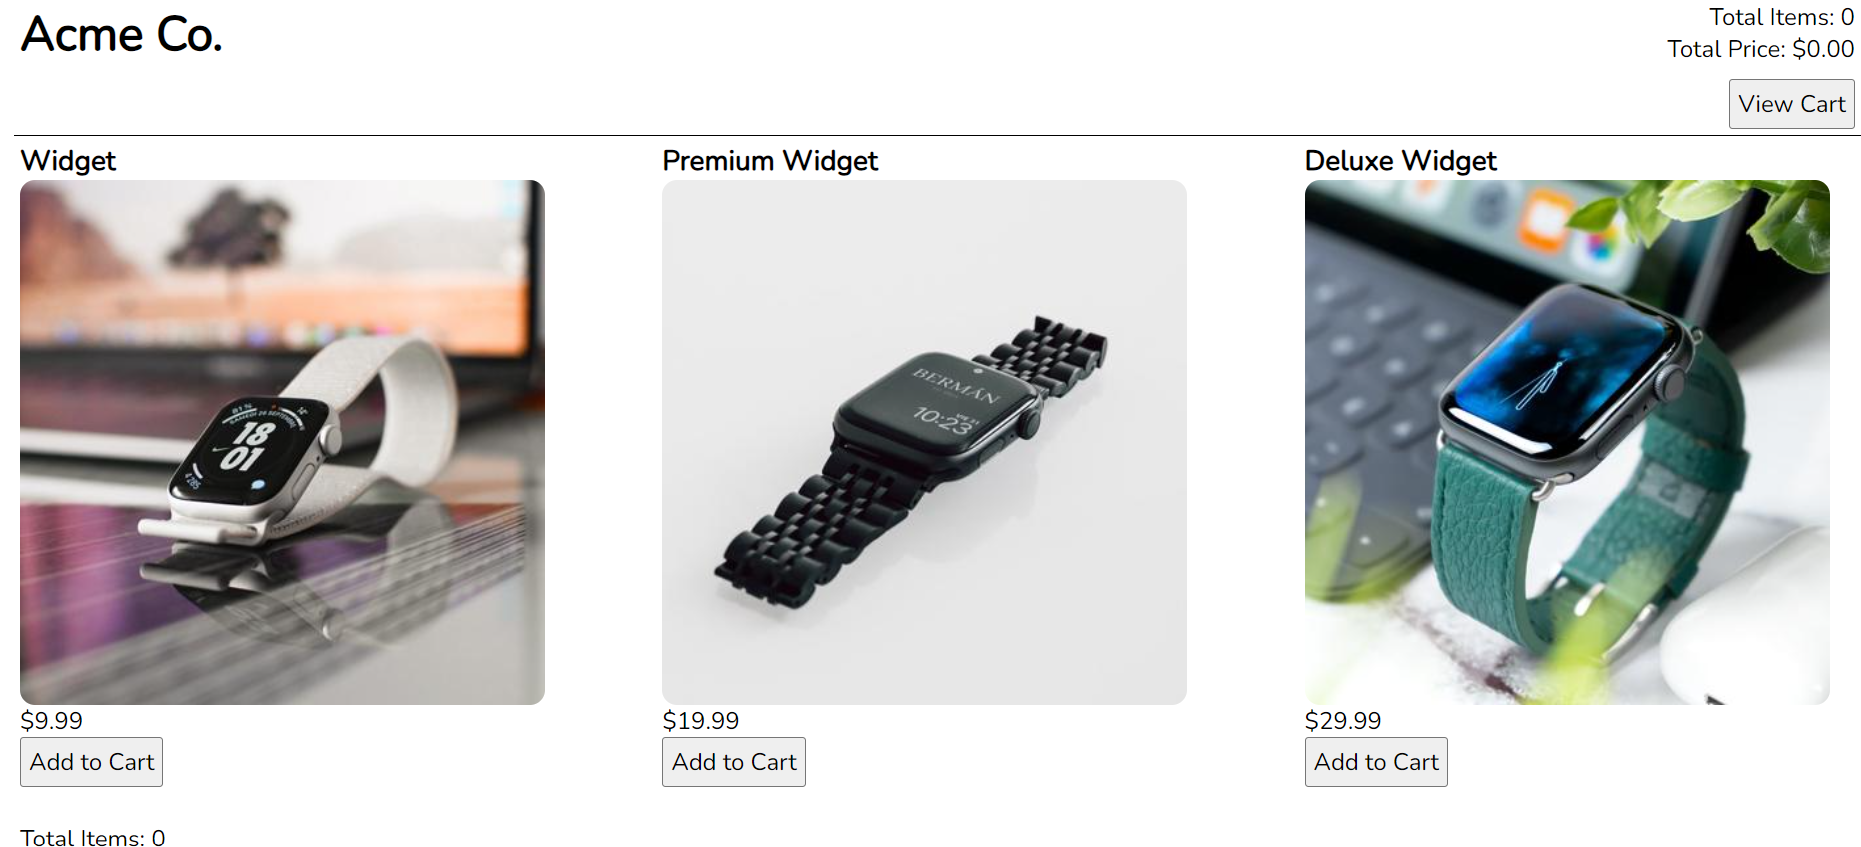 Acme Co.
Total Items: 0
Total Price: $0.00
View Cart
Widget
Premium Widget
Deluxe Widget
18
01
BERMÁN
10:23
$9.99
$19.99
$29.99
Add to Cart
Add to Cart
Add to Cart
Total Items: 0